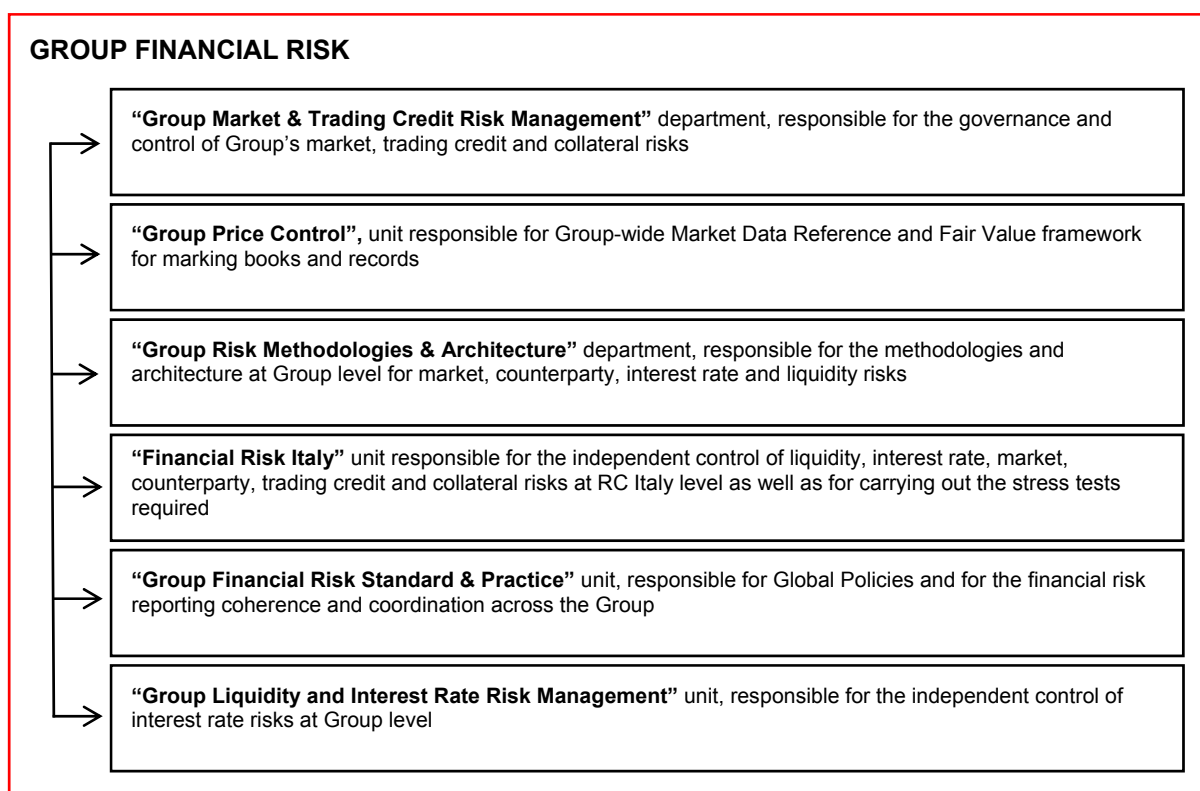 GROUP FINANCIAL RISK
“Group Market & Trading Credit Risk Management” department, responsible for the governance and
control of Group’s market, trading credit and collateral risks
“Group Price Control”, unit responsible for Group-wide Market Data Reference and Fair Value framework
for marking books and records
“Group Risk Methodologies & Architecture” department, responsible for the methodologies and
architecture at Group level for market, counterparty, interest rate and liquidity risks
“Financial Risk Italy” unit responsible for the independent control of liquidity, interest rate, market,
counterparty, trading credit and collateral risks at RC Italy level as well as for carrying out the stress tests
required
“Group Financial Risk Standard & Practice” unit, responsible for Global Policies and for the financial risk
reporting coherence and coordination across the Group
“Group Liquidity and Interest Rate Risk Management” unit, responsible for the independent control of
interest rate risks at Group level